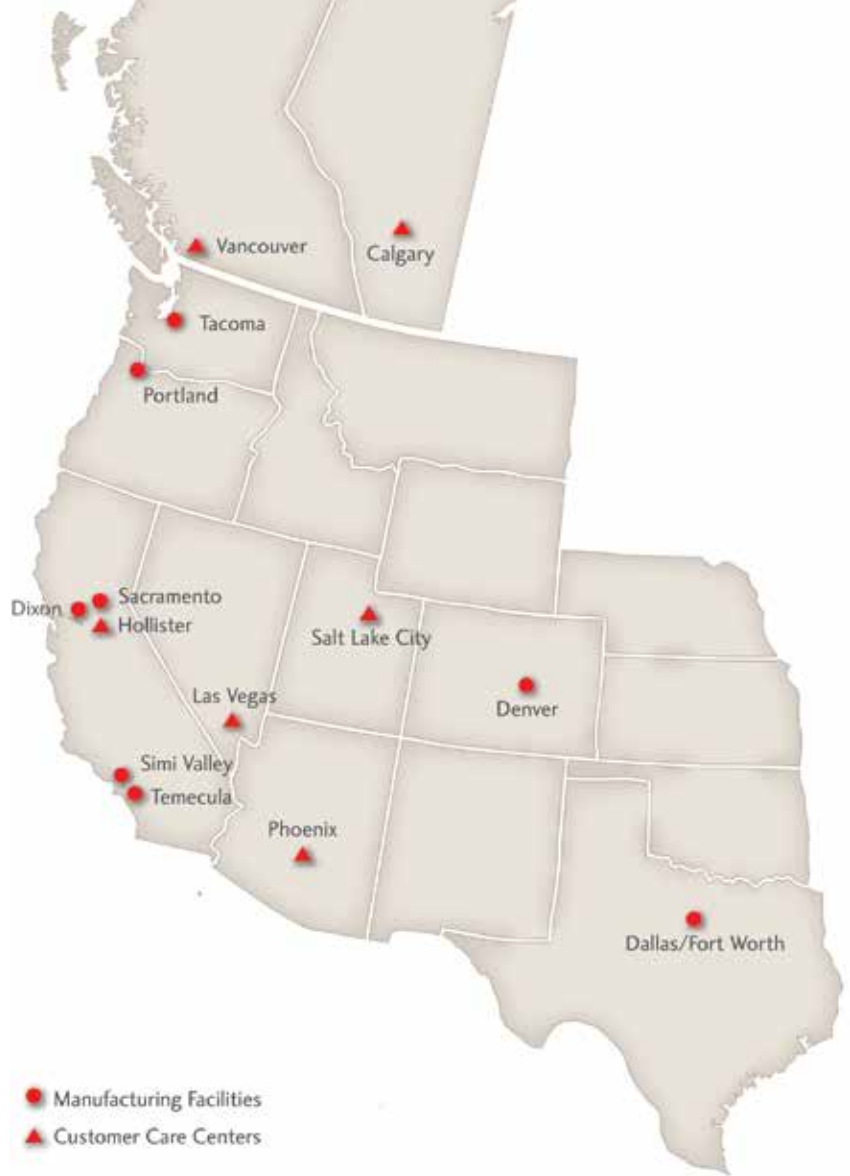 Vancouver
Calgary
Tacoma
Portland
Sacramento
Dixon
Hollister
Salt Lake City
Las Vegas
Denver
Simi Valley
Temecula
Phoenix
Dallas/Fort Worth
Manufacturing Facilities
Customer Care Centers